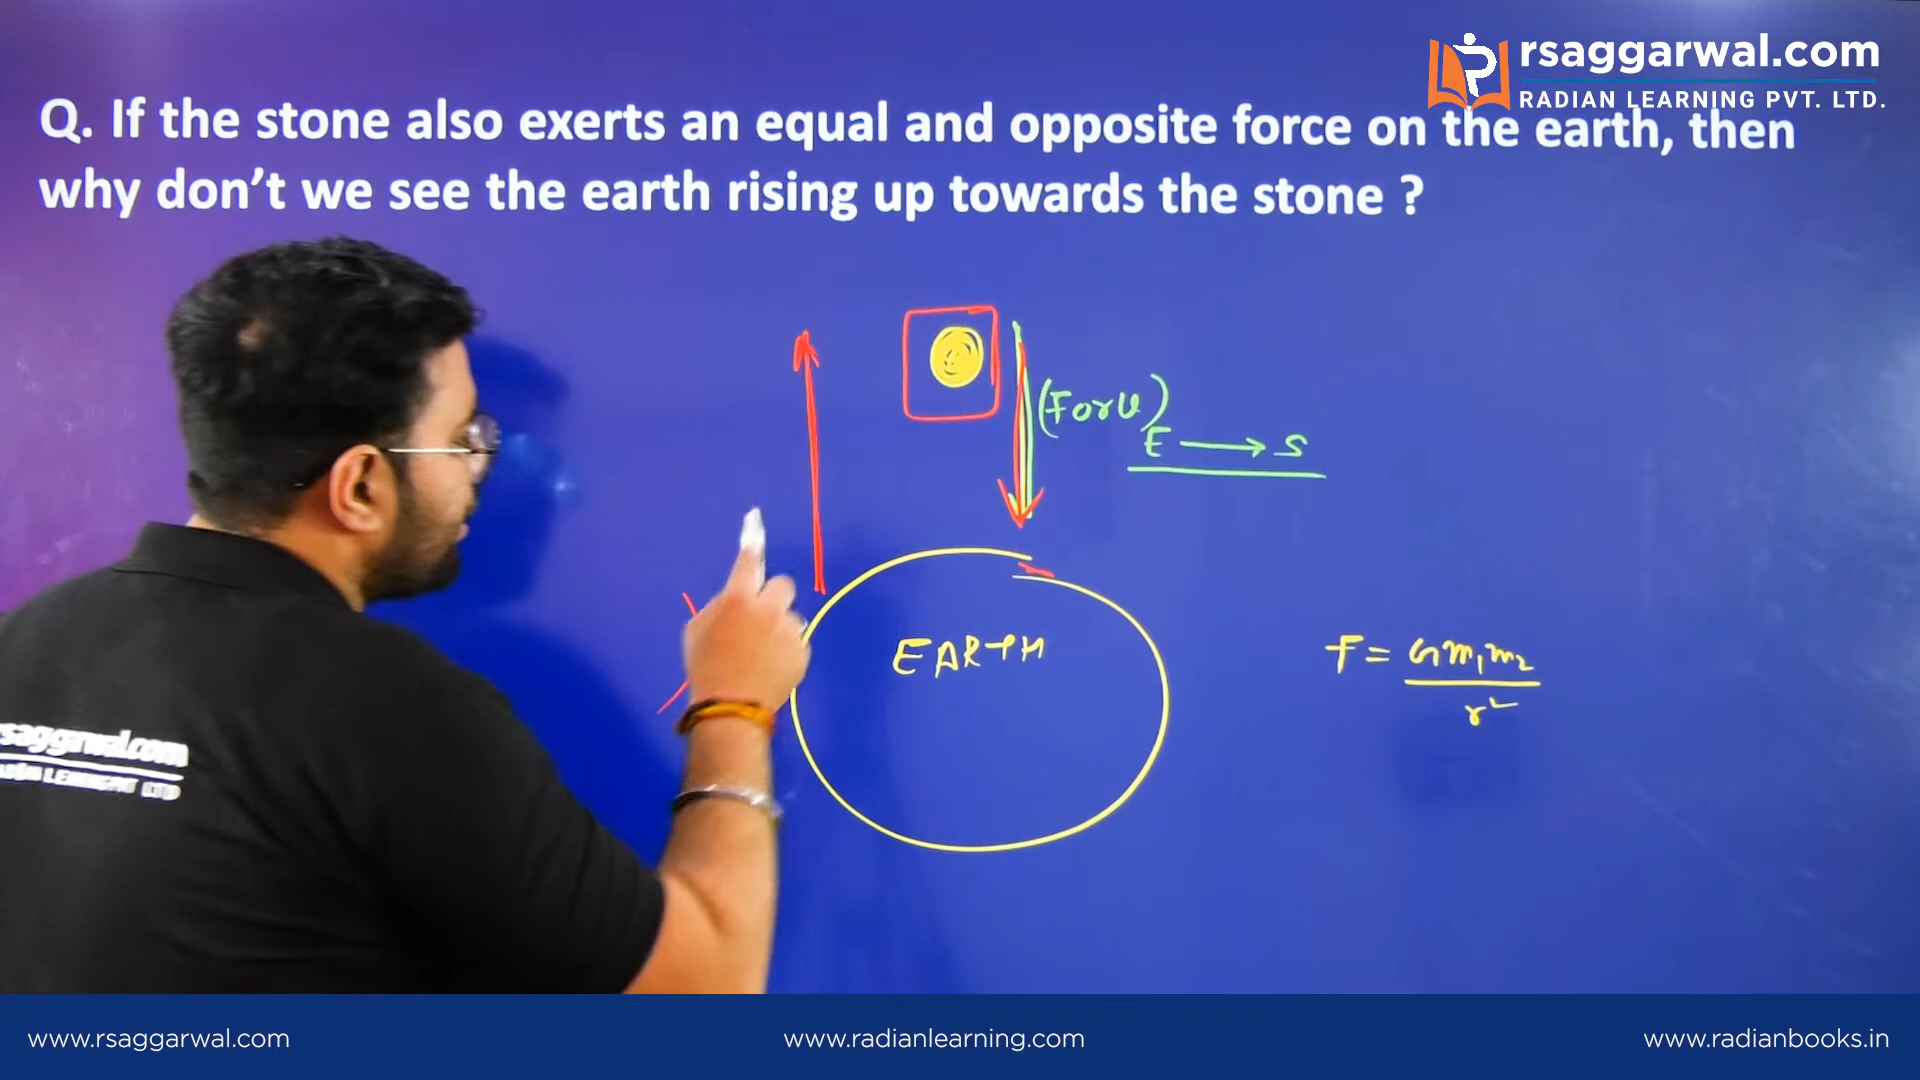 rsaggarwal.com
RADIAN LEARNING PVT. LTD.
Q. If the stone also exerts an equal and opposite force on the earth, then
why don't we see the earth rising up towards the stone ?
E → S
EARTH
F = Gm₁m₂
r²
rsaggarwal.com
www.rsaggarwal.com
www.radianlearning.com
www.radianbooks.in